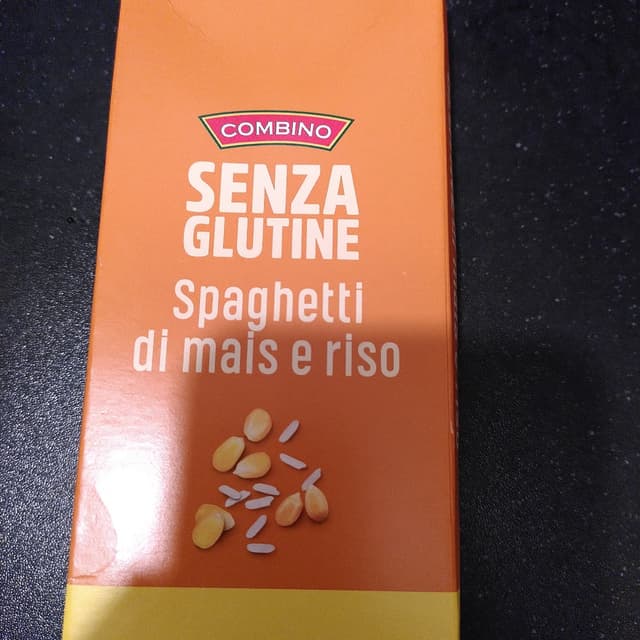 COMBINO
SENZA
GLUTINE
Spaghetti
di mais e riso